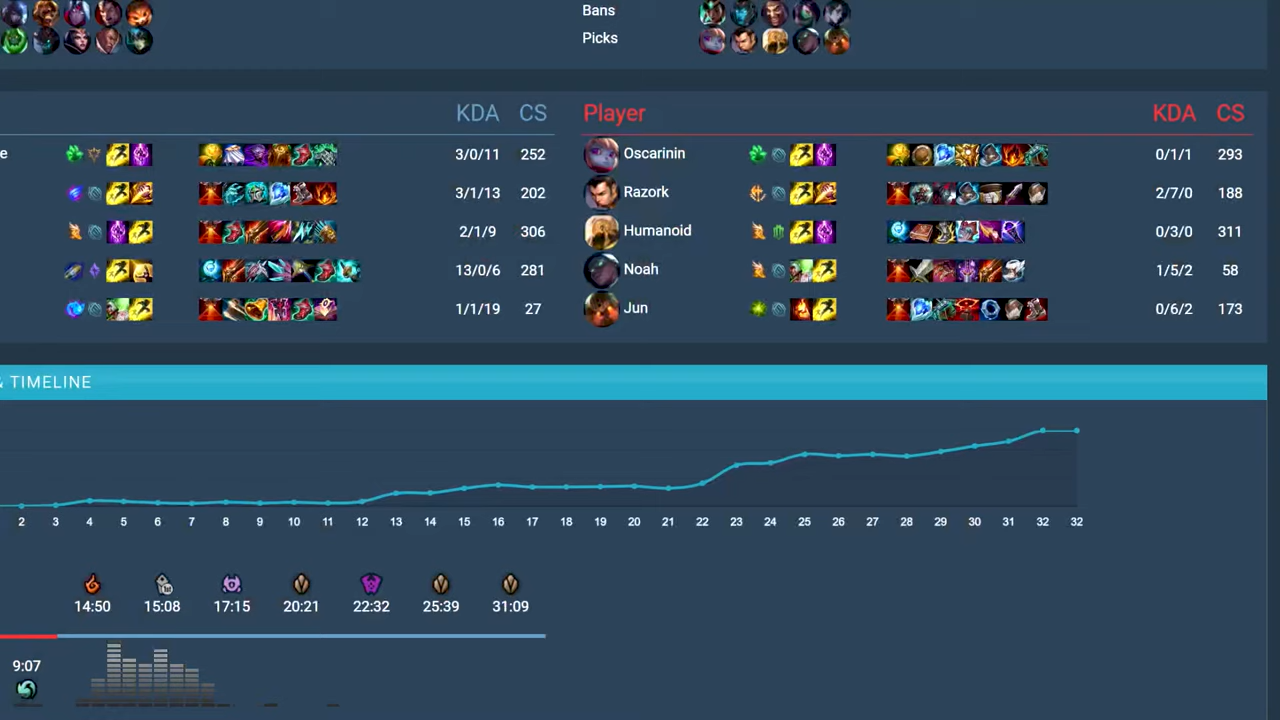 Bans
Picks
KDA CS Player KDA CS
e 3/0/11 252 Oscarinin 0/1/1 293
3/1/13 202 Razork 2/7/0 188
2/1/9 306 Humanoid 0/3/0 311
13/0/6 281 Noah 1/5/2 58
1/1/19 27 Jun 0/6/2 173
& TIMELINE
2 3 4 5 6 7 8 9 10 11 12 13 14 15 16 17 18 19 20 21 22 23 24 25 26 27 28 29 30 31 32 32
14:50 15:08 17:15 20:21 22:32 25:39 31:09
9:07